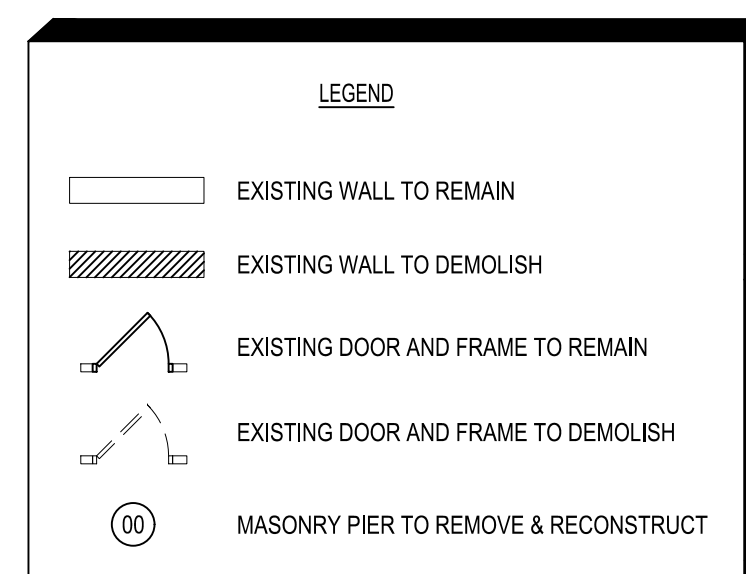 LEGEND
EXISTING WALL TO REMAIN
EXISTING WALL TO DEMOLISH
EXISTING DOOR AND FRAME TO REMAIN
EXISTING DOOR AND FRAME TO DEMOLISH
00 MASONRY PIER TO REMOVE & RECONSTRUCT